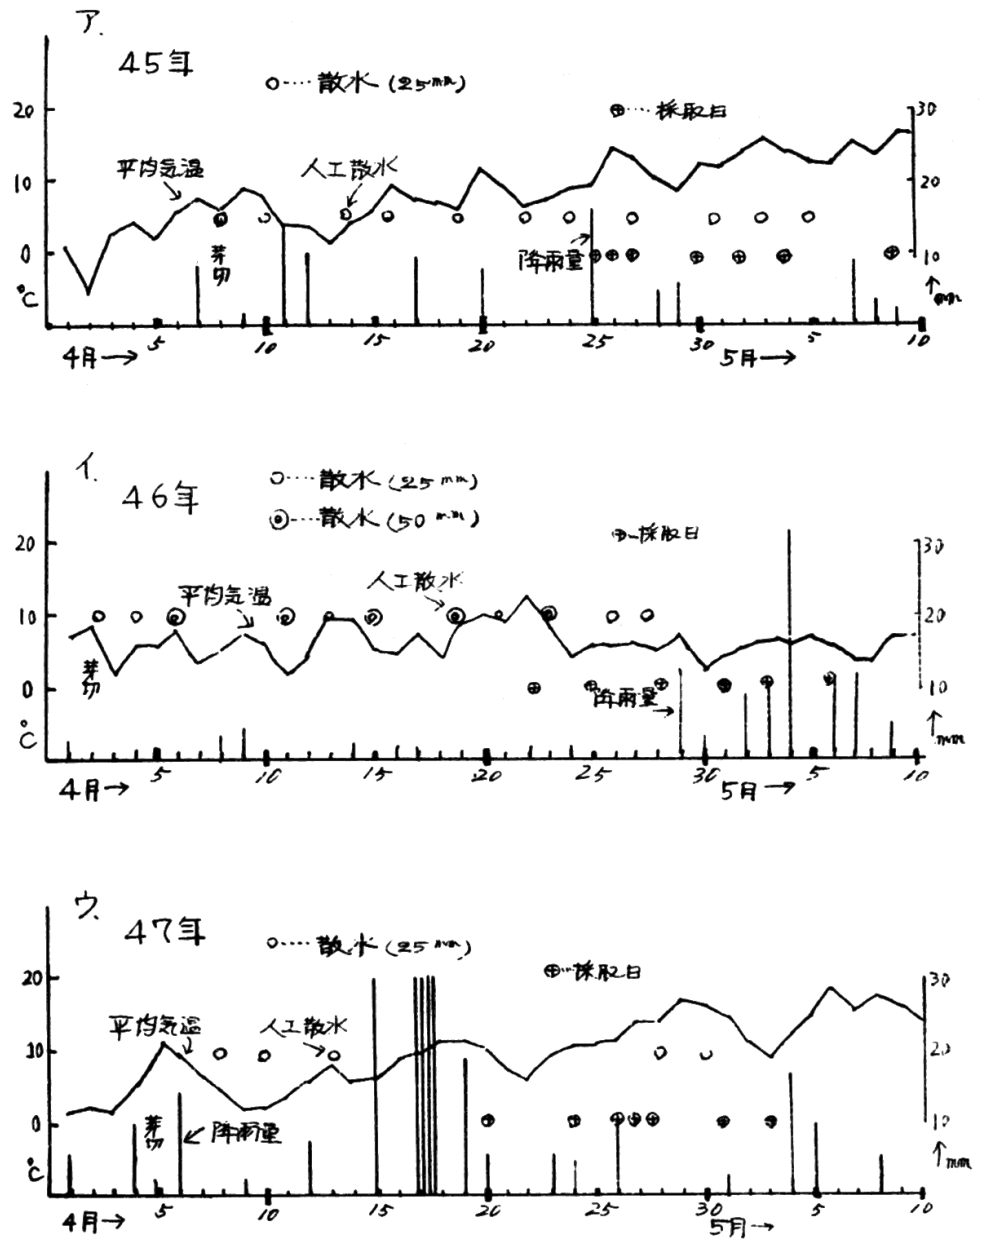 ア.
45年
○‥‥散水(25mm)
⊕‥‥採取日
平均気温
人工散水
芽切
降雨量
20
10
0
℃
30
20
10
↑mm
4月→
5
10
15
20
25
30
5月→
5
10
イ.
46年
○‥‥散水(25mm)
◎‥‥散水(50mm)
⊕‥採取日
平均気温
人工散水
芽切
降雨量
20
10
0
℃
30
20
10
↑mm
4月→
5
10
15
20
25
30
5月→
5
10
ウ.
47年
○‥‥散水(25mm)
⊕‥採取日
平均気温
人工散水
芽切
降雨量
20
10
0
℃
30
20
10
↑mm
4月→
5
10
15
20
25
30
5月→
5
10